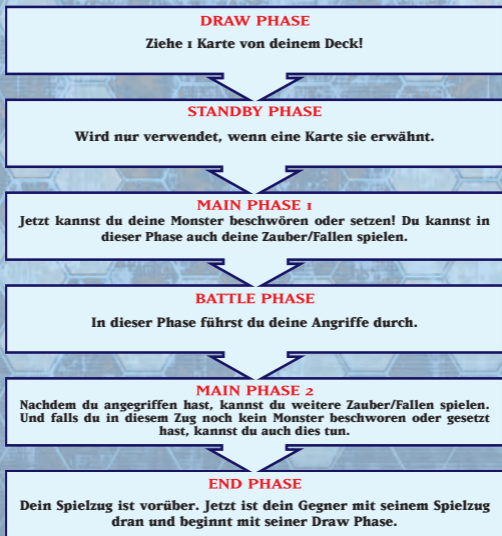 DRAW PHASE
Ziehe 1 Karte von deinem Deck!
STANDBY PHASE
Wird nur verwendet, wenn eine Karte sie erwähnt.
MAIN PHASE 1
Jetzt kannst du deine Monster beschwören oder setzen! Du kannst in
dieser Phase auch deine Zauber/Fallen spielen.
BATTLE PHASE
In dieser Phase führst du deine Angriffe durch.
MAIN PHASE 2
Nachdem du angegriffen hast, kannst du weitere Zauber/Fallen spielen.
Und falls du in diesem Zug noch kein Monster beschworen oder gesetzt
hast, kannst du auch dies tun.
END PHASE
Dein Spielzug ist vorüber. Jetzt ist dein Gegner mit seinem Spielzug
dran und beginnt mit seiner Draw Phase.